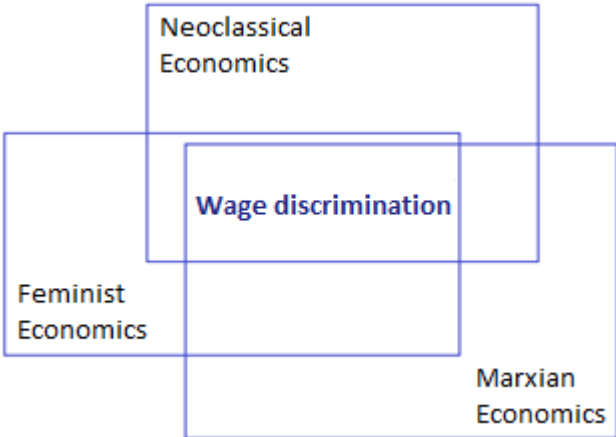 Neoclassical
Economics
Wage discrimination
Feminist
Economics
Marxian
Economics